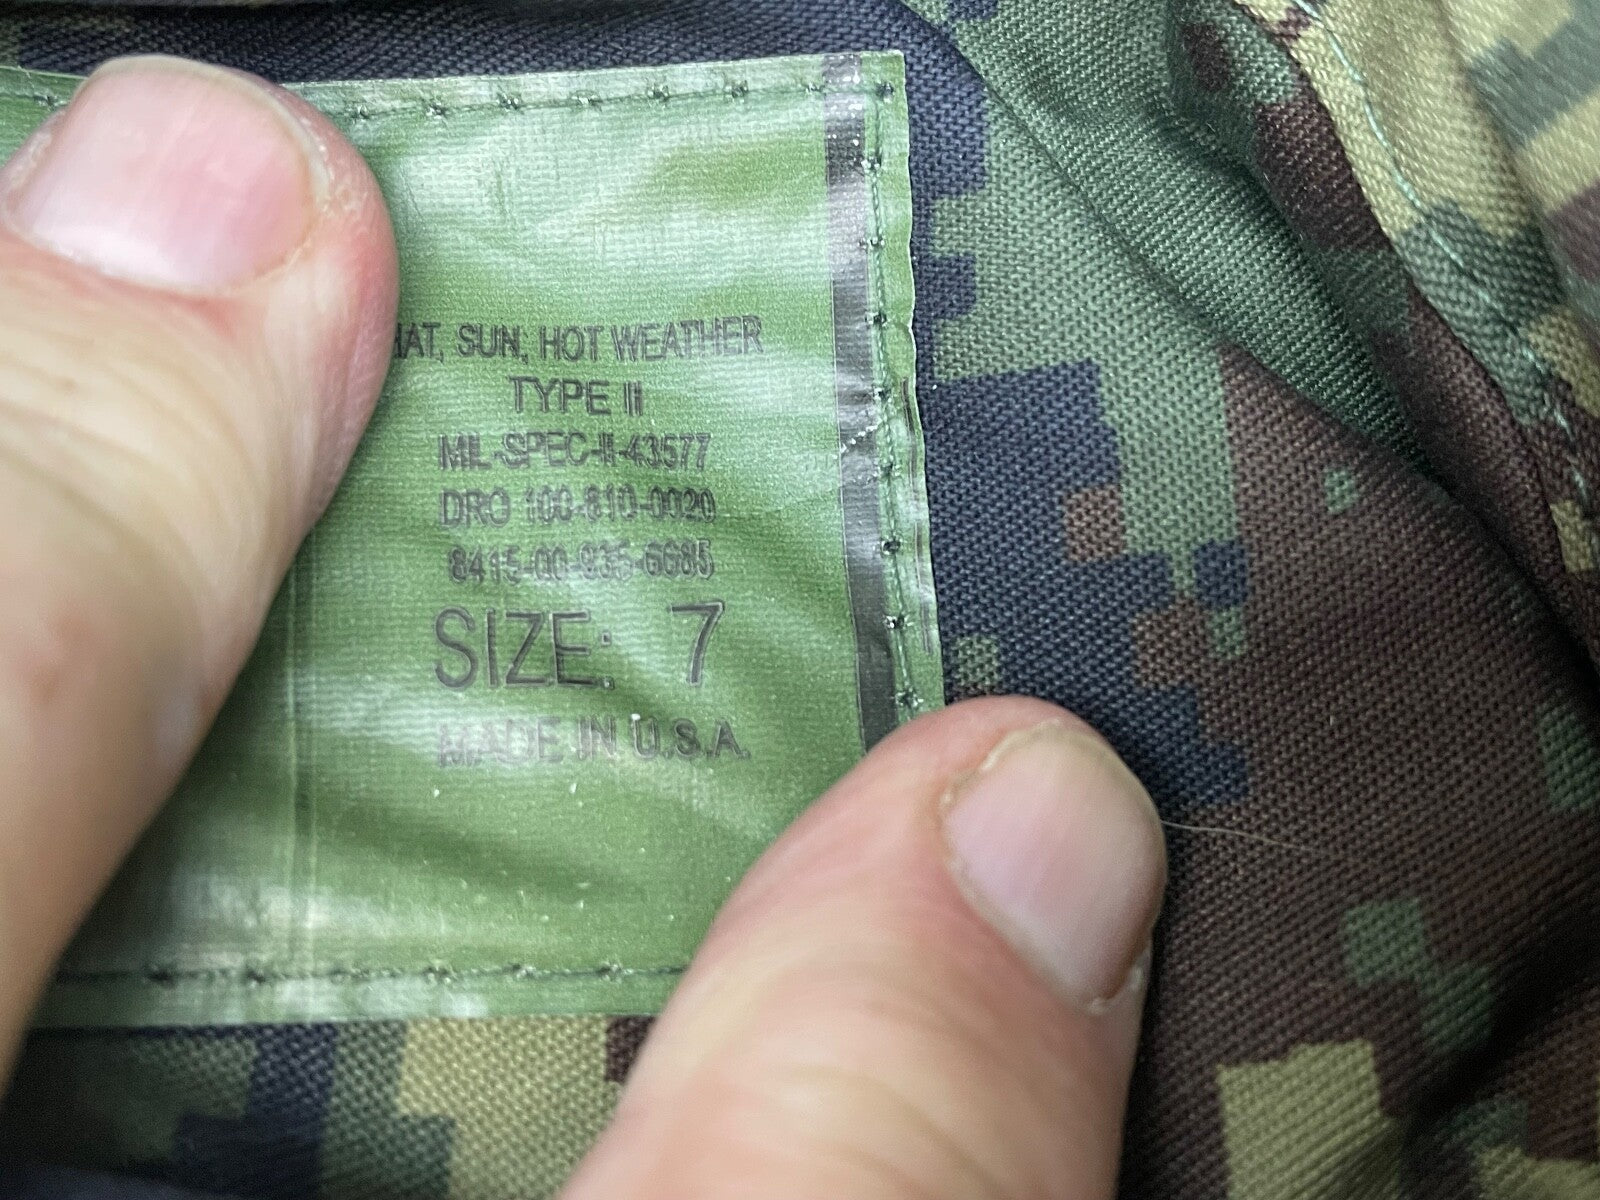 HAT, SUN, HOT WEATHER
TYPE II
MIL-SPEC-II-43577
DRO 100-810-0020
8415-00-935-6685
SIZE: 7
MADE IN U.S.A.